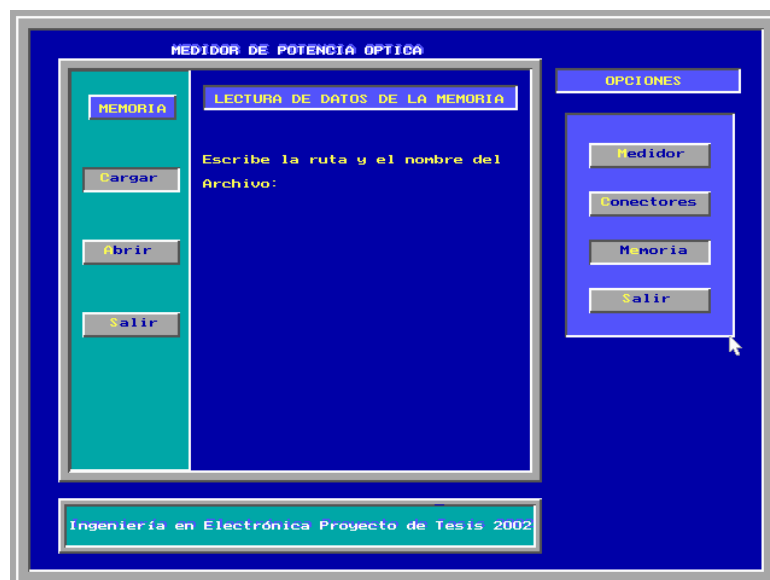 MEDIDOR DE POTENCIA OPTICA
MEMORIA
Cargar
Abrir
Salir
LECTURA DE DATOS DE LA MEMORIA
Escribe la ruta y el nombre del
Archivo:
OPCIONES
Medidor
Conectores
Memoria
Salir
Ingeniería en Electrónica Proyecto de Tesis 2002